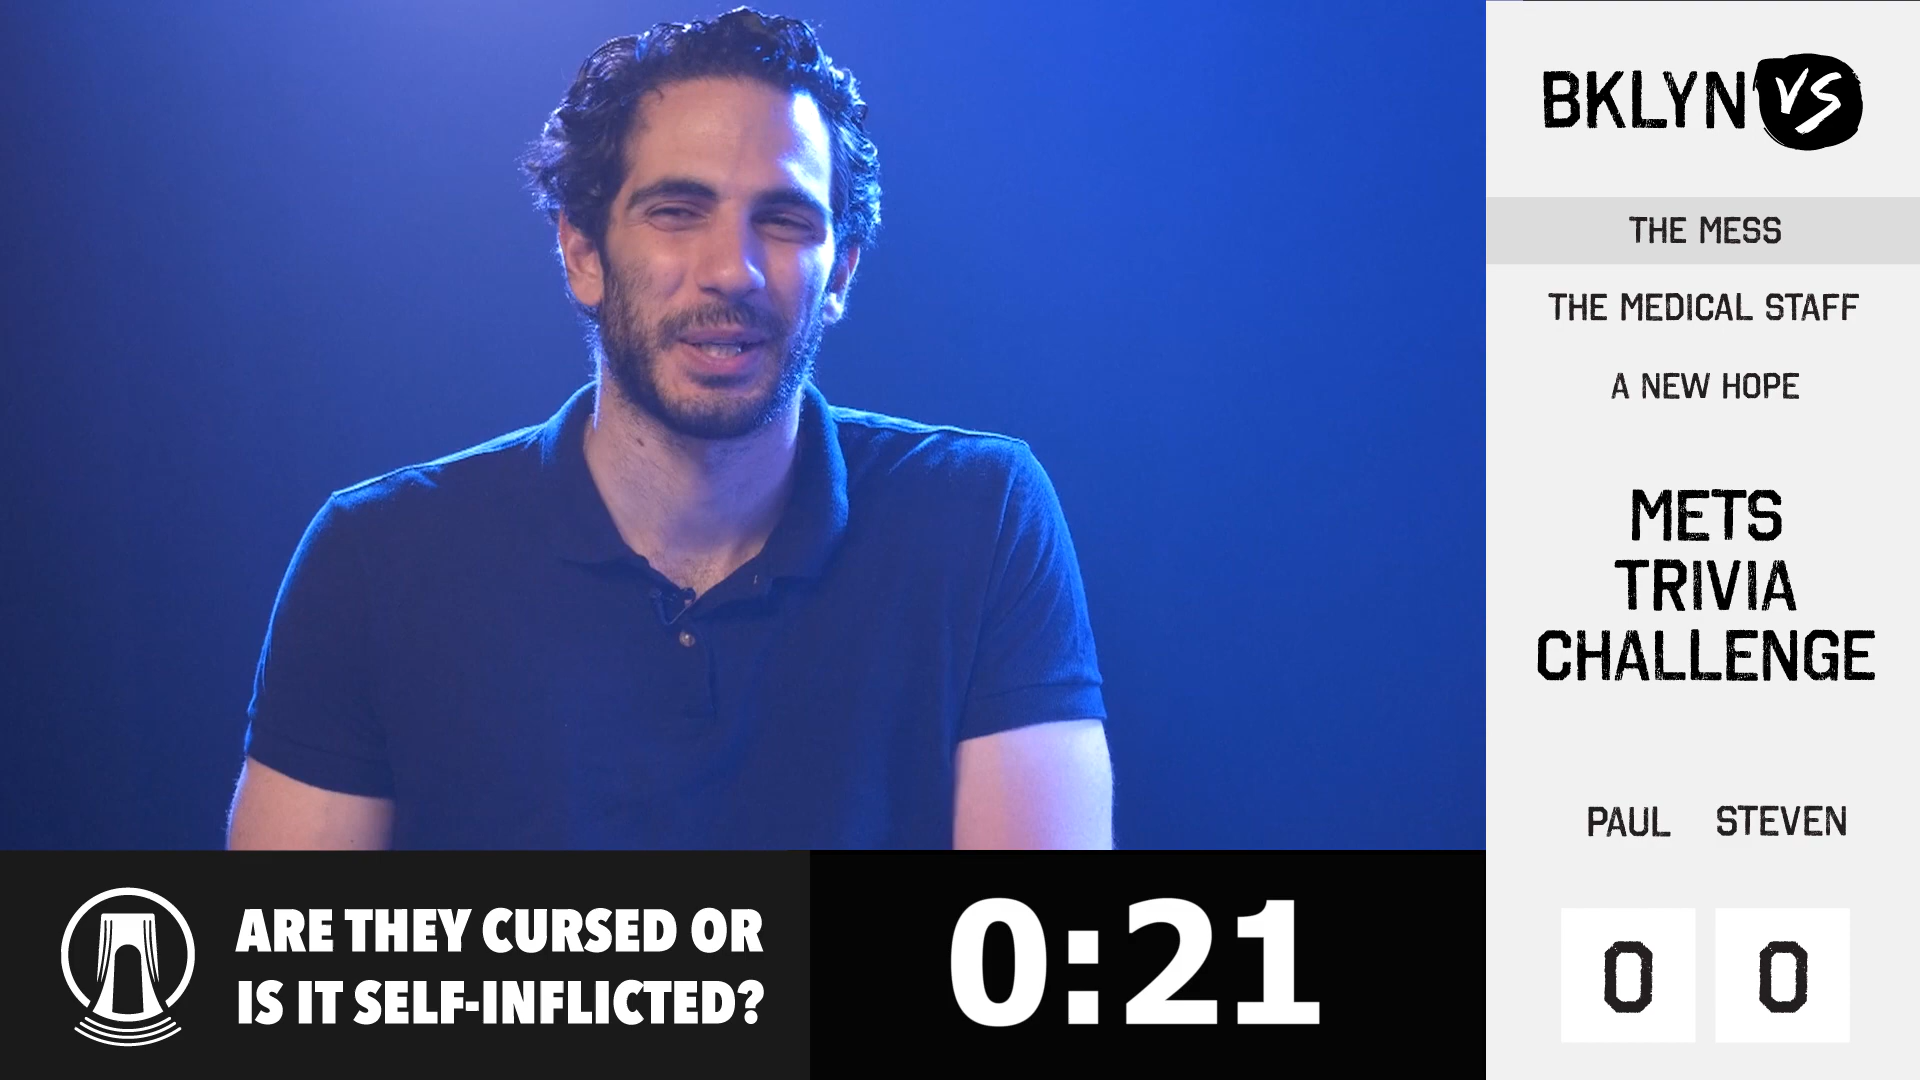 BKLYN VS
THE MESS
THE MEDICAL STAFF
A NEW HOPE
METS
TRIVIA
CHALLENGE
PAUL STEVEN
0 0
ARE THEY CURSED OR
IS IT SELF-INFLICTED?
0:21